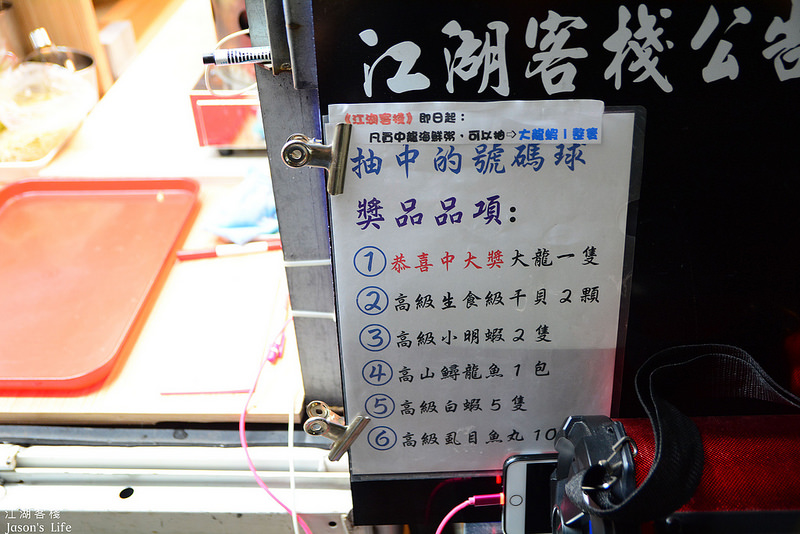 江湖客棧公告
《江湖客棧》即日起：
凡買中龍海鮮粥，可以抽⇨大龍蝦1整隻
抽中的號碼球
獎品品項：
①恭喜中大獎大龍一隻
②高級生食級干貝2顆
③高級小明蝦2隻
④高山鱘龍魚1包
⑤高級白蝦5隻
⑥高級虱目魚丸10
江湖客棧
Jason's Life